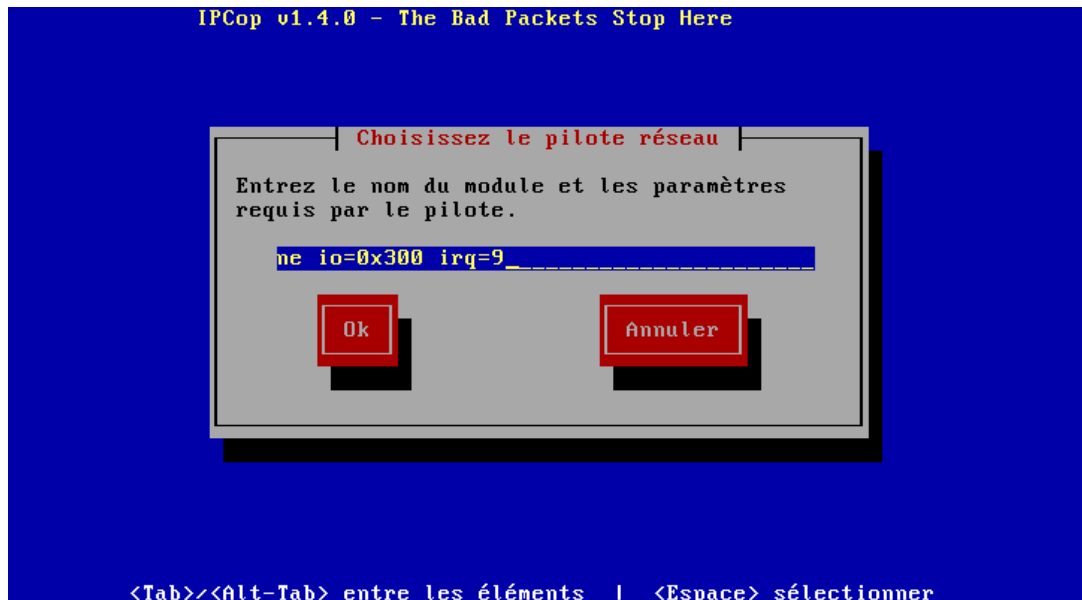 IPCop v1.4.0 - The Bad Packets Stop Here
Choisissez le pilote réseau
Entrez le nom du module et les paramètres
requis par le pilote.
ne io=0x300 irq=9
Ok Annuler
<Tab>/<Alt-Tab> entre les éléments | <Espace> sélectionner